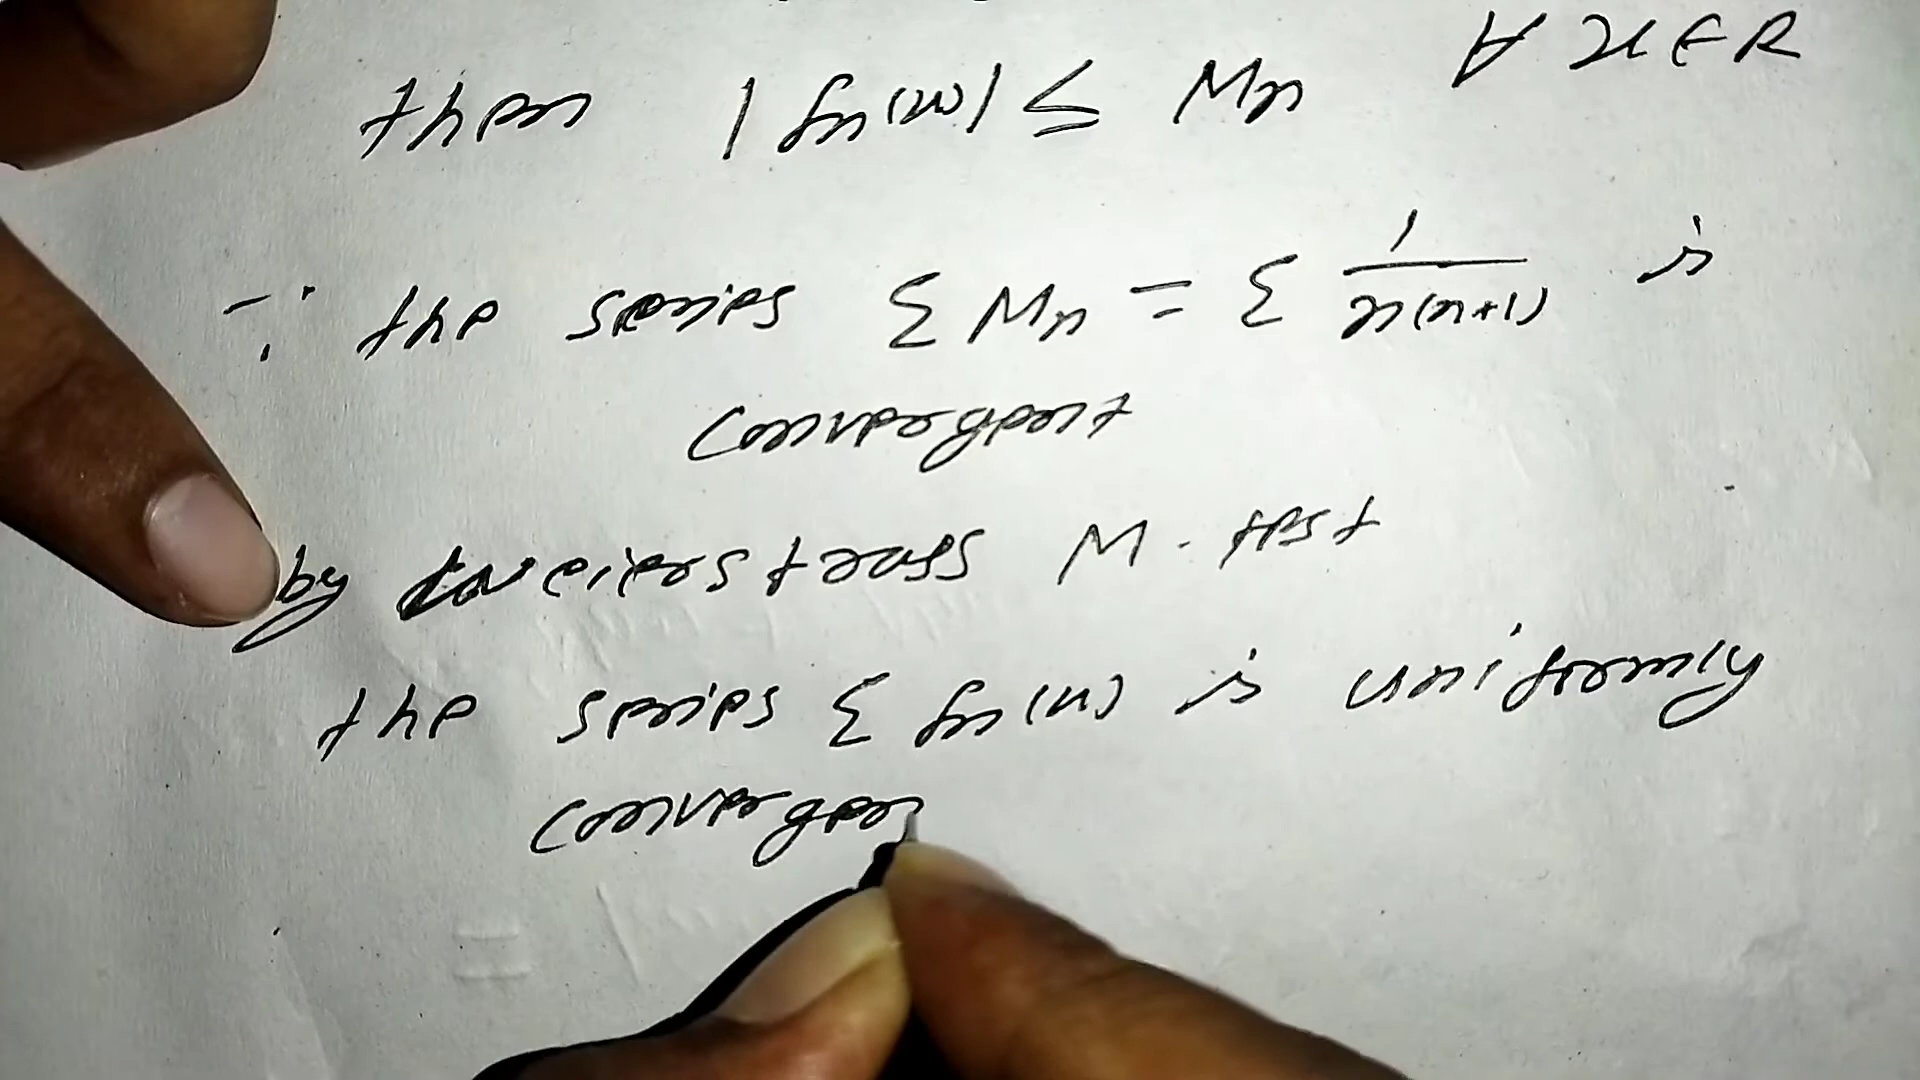 then |fn(x)| ≤ Mn ∀ x ∈ R
∵ the series Σ Mn = Σ 1/n(n+1) is
convergent
by weierstrass M-test
the series Σ fn(x) is uniformly
convergen